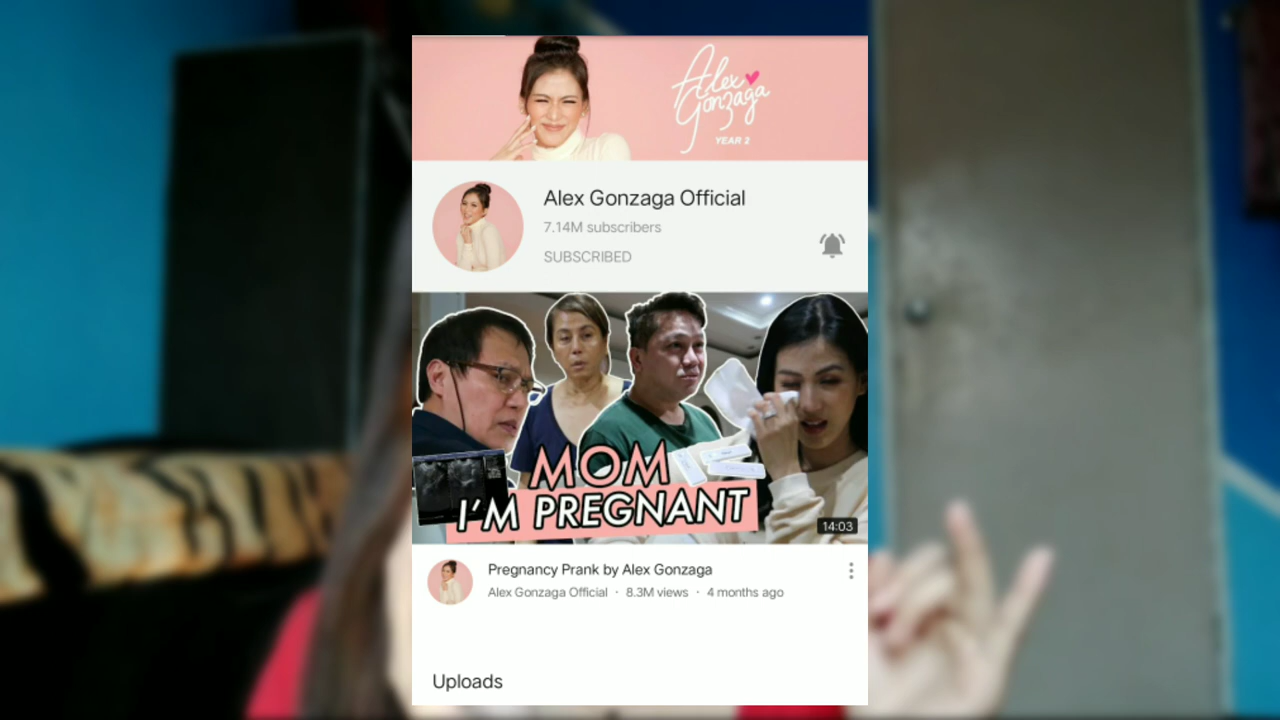 Alex
Gonzaga
YEAR 2
Alex Gonzaga Official
7.14M subscribers
SUBSCRIBED
MOM
I'M PREGNANT
14:03
Pregnancy Prank by Alex Gonzaga
Alex Gonzaga Official · 8.3M views · 4 months ago
Uploads